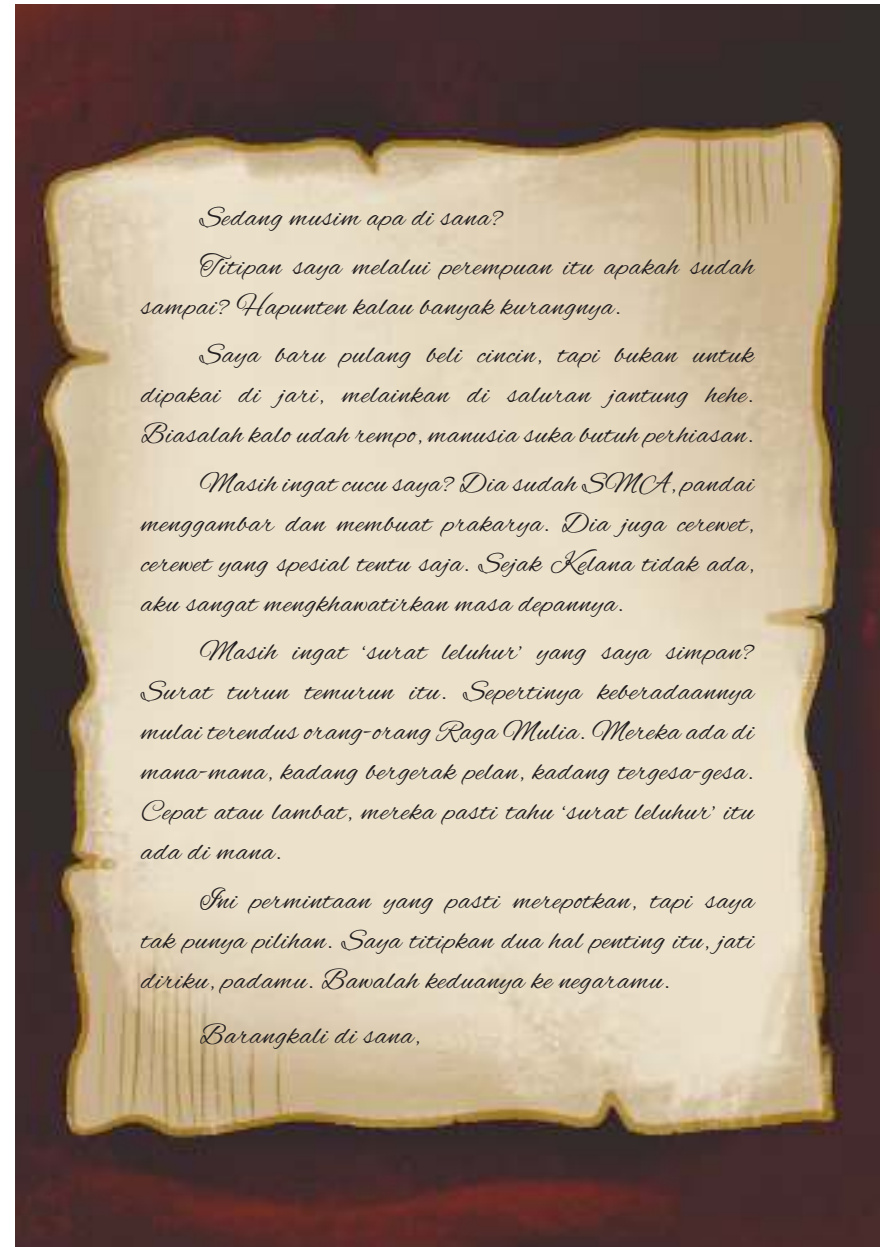 Sedang musim apa di sana?
Titipan saya melalui perempuan itu apakah sudah
sampai? Hapunten kalau banyak kurangnya.
Saya baru pulang beli cincin, tapi bukan untuk
dipakai di jari, melainkan di saluran jantung hehe.
Biasalah kalo udah rempo, manusia suka butuh perhiasan.
Masih ingat cucu saya? Dia sudah SMA, pandai
menggambar dan membuat prakarya. Dia juga cerewet,
cerewet yang spesial tentu saja. Sejak Kelana tidak ada,
aku sangat mengkhawatirkan masa depannya.
Masih ingat ‘surat leluhur’ yang saya simpan?
Surat turun temurun itu. Sepertinya keberadaannya
mulai terendus orang-orang Raga Mulia. Mereka ada di
mana-mana, kadang bergerak pelan, kadang tergesa-gesa.
Cepat atau lambat, mereka pasti tahu ‘surat leluhur’ itu
ada di mana.
Ini permintaan yang pasti merepotkan, tapi saya
tak punya pilihan. Saya titipkan dua hal penting itu, jati
diriku, padamu. Bawalah keduanya ke negaramu.
Barangkali di sana,